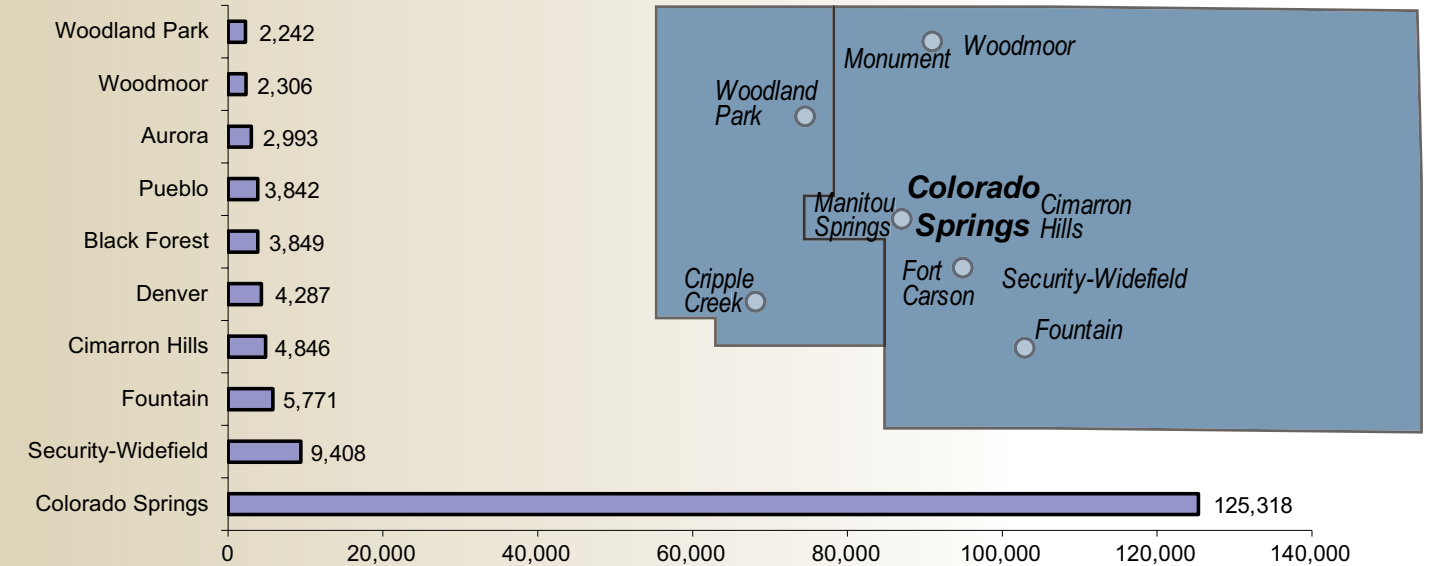 Woodland Park 2,242
Woodmoor 2,306
Aurora 2,993
Pueblo 3,842
Black Forest 3,849
Denver 4,287
Cimarron Hills 4,846
Fountain 5,771
Security-Widefield 9,408
Colorado Springs 125,318
0 20,000 40,000 60,000 80,000 100,000 120,000 140,000
Monument
Woodmoor
Woodland
Park
Manitou
Springs
Colorado
Springs
Cimarron
Hills
Cripple
Creek
Fort
Carson
Security-Widefield
Fountain